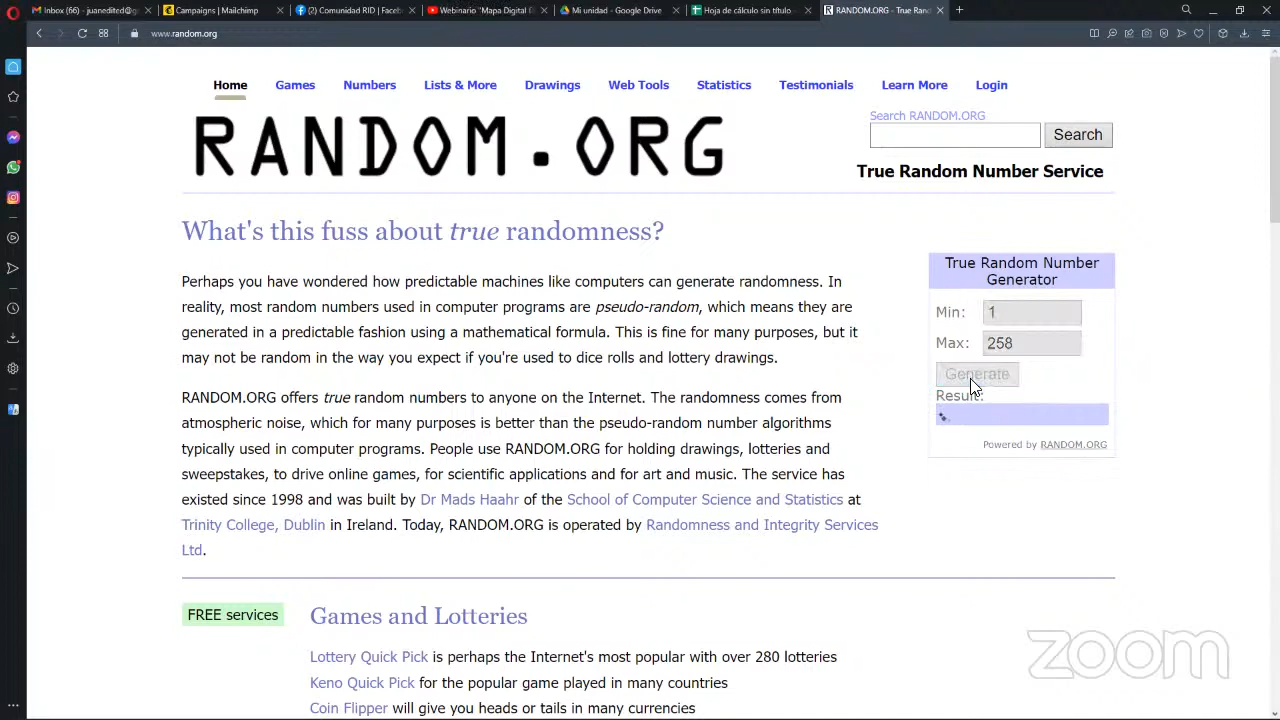 Inbox (66) - juanedited@g
Campaigns | Mailchimp
(2) Comunidad RID | Faceb
Webinario "Mapa Digital D
Mi unidad - Google Drive
Hoja de cálculo sin título -
RANDOM.ORG - True Rand
www.random.org
Home
Games
Numbers
Lists & More
Drawings
Web Tools
Statistics
Testimonials
Learn More
Login
RANDOM.ORG
Search RANDOM.ORG
Search
True Random Number Service
What's this fuss about true randomness?
Perhaps you have wondered how predictable machines like computers can generate randomness. In
reality, most random numbers used in computer programs are pseudo-random, which means they are
generated in a predictable fashion using a mathematical formula. This is fine for many purposes, but it
may not be random in the way you expect if you're used to dice rolls and lottery drawings.
RANDOM.ORG offers true random numbers to anyone on the Internet. The randomness comes from
atmospheric noise, which for many purposes is better than the pseudo-random number algorithms
typically used in computer programs. People use RANDOM.ORG for holding drawings, lotteries and
sweepstakes, to drive online games, for scientific applications and for art and music. The service has
existed since 1998 and was built by Dr Mads Haahr of the School of Computer Science and Statistics at
Trinity College, Dublin in Ireland. Today, RANDOM.ORG is operated by Randomness and Integrity Services
Ltd.
True Random Number
Generator
Min: 1
Max: 258
Generate
Result:
Powered by RANDOM.ORG
FREE services
Games and Lotteries
Lottery Quick Pick is perhaps the Internet's most popular with over 280 lotteries
Keno Quick Pick for the popular game played in many countries
Coin Flipper will give you heads or tails in many currencies
zoom